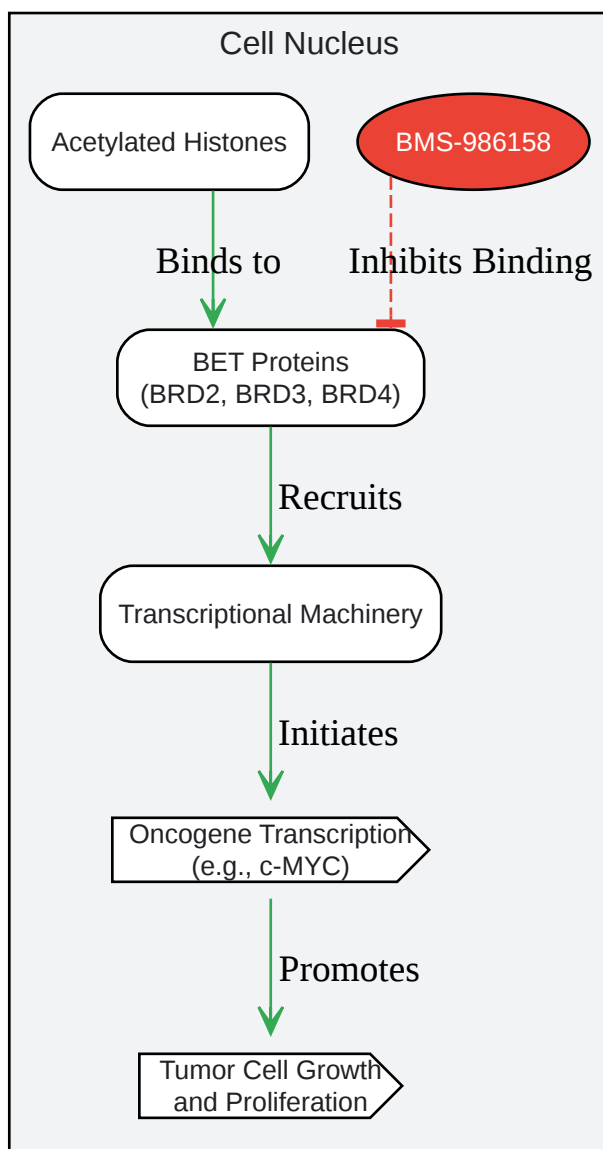 Cell Nucleus
Acetylated Histones
BMS-986158
Binds to
Inhibits Binding
BET Proteins
(BRD2, BRD3, BRD4)
Recruits
Transcriptional Machinery
Initiates
Oncogene Transcription
(e.g., c-MYC)
Promotes
Tumor Cell Growth
and Proliferation